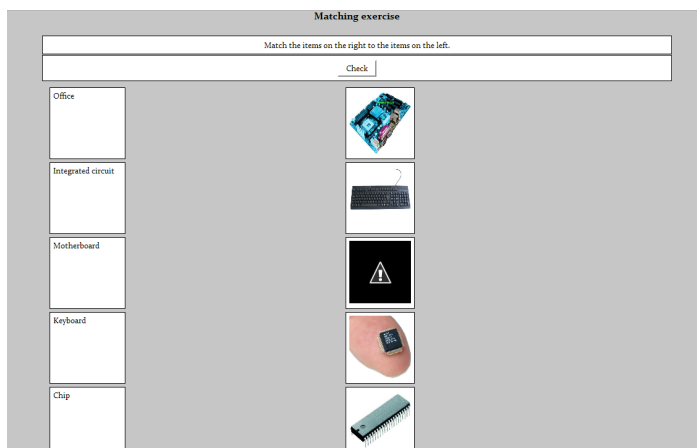 Matching exercise
Match the items on the right to the items on the left.
Check
Office
Integrated circuit
Motherboard
Keyboard
Chip